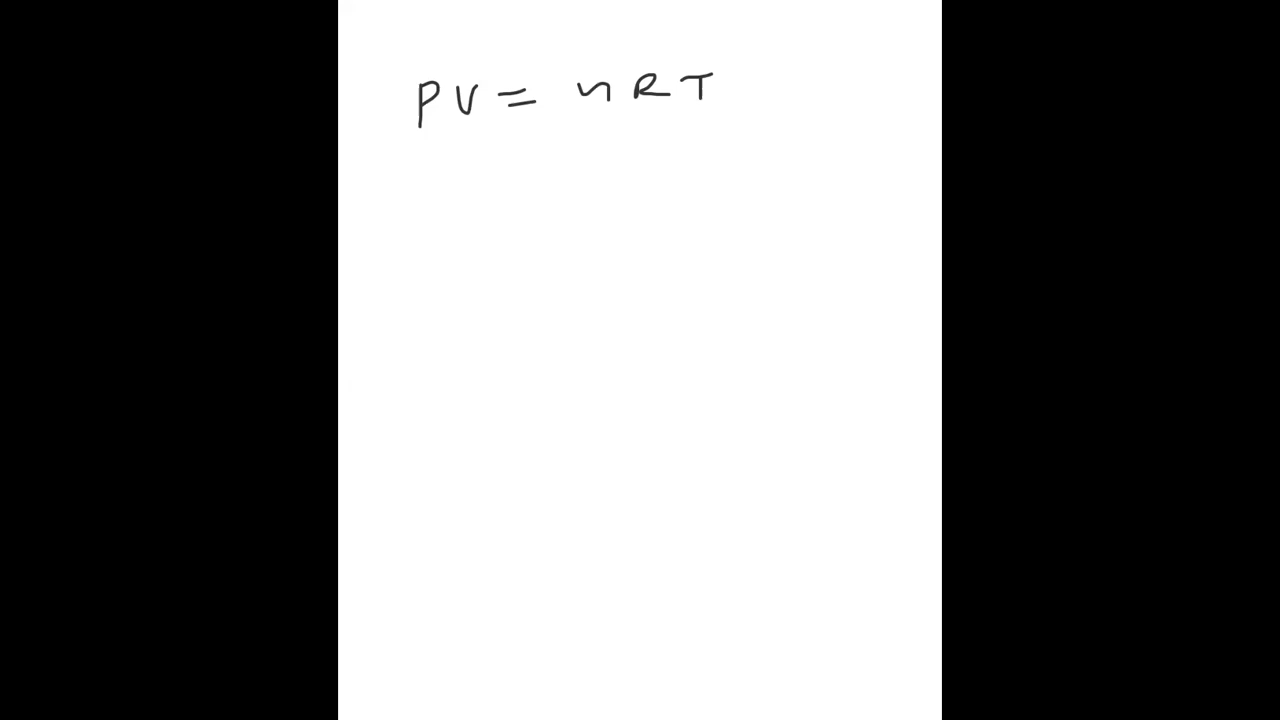 PV = nRT